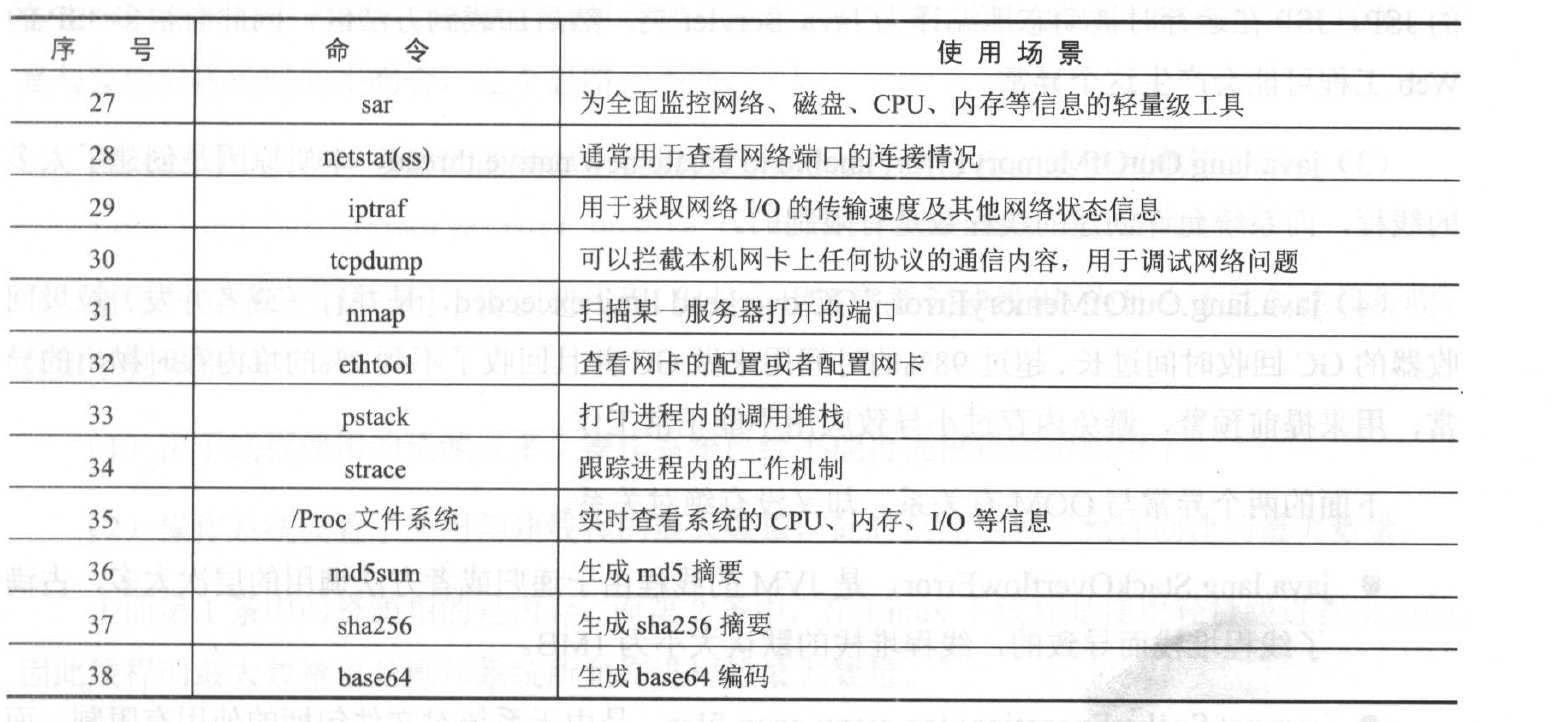 序 号 命 令 使 用 场 景
27 sar 为全面监控网络、磁盘、CPU、内存等信息的轻量级工具
28 netstat(ss) 通常用于查看网络端口的连接情况
29 iptraf 用于获取网络 I/O 的传输速度及其他网络状态信息
30 tcpdump 可以拦截本机网卡上任何协议的通信内容，用于调试网络问题
31 nmap 扫描某一服务器打开的端口
32 ethtool 查看网卡的配置或者配置网卡
33 pstack 打印进程内的调用堆栈
34 strace 跟踪进程内的工作机制
35 /Proc 文件系统 实时查看系统的 CPU、内存、I/O 等信息
36 md5sum 生成 md5 摘要
37 sha256 生成 sha256 摘要
38 base64 生成 base64 编码